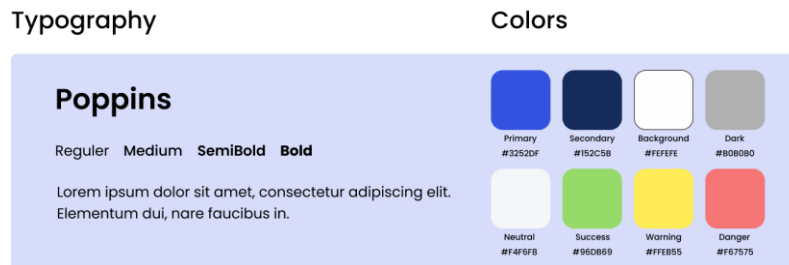 Typography
Colors
Poppins
Reguler Medium SemiBold Bold
Lorem ipsum dolor sit amet, consectetur adipiscing elit.
Elementum dui, nare faucibus in.
Primary Secondary Background Dark
#3252DF #152C5B #FEFEFE #B0B0B0
Neutral Success Warning Danger
#F4F6F8 #96DB69 #FFEB55 #F67575